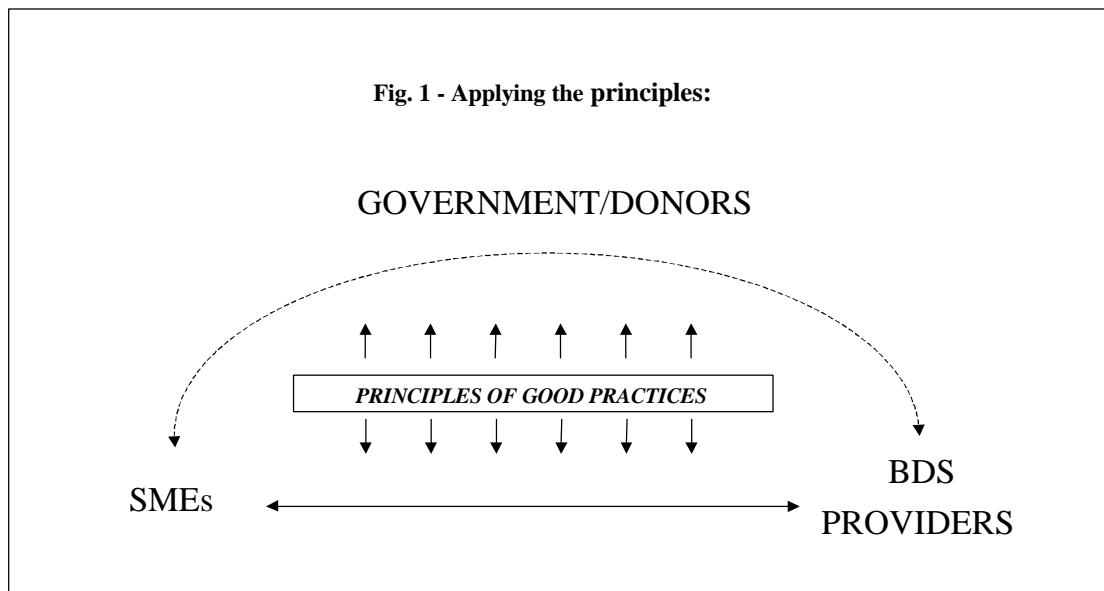 Fig. 1 - Applying the principles:
GOVERNMENT/DONORS
PRINCIPLES OF GOOD PRACTICES
SMEs
BDS
PROVIDERS